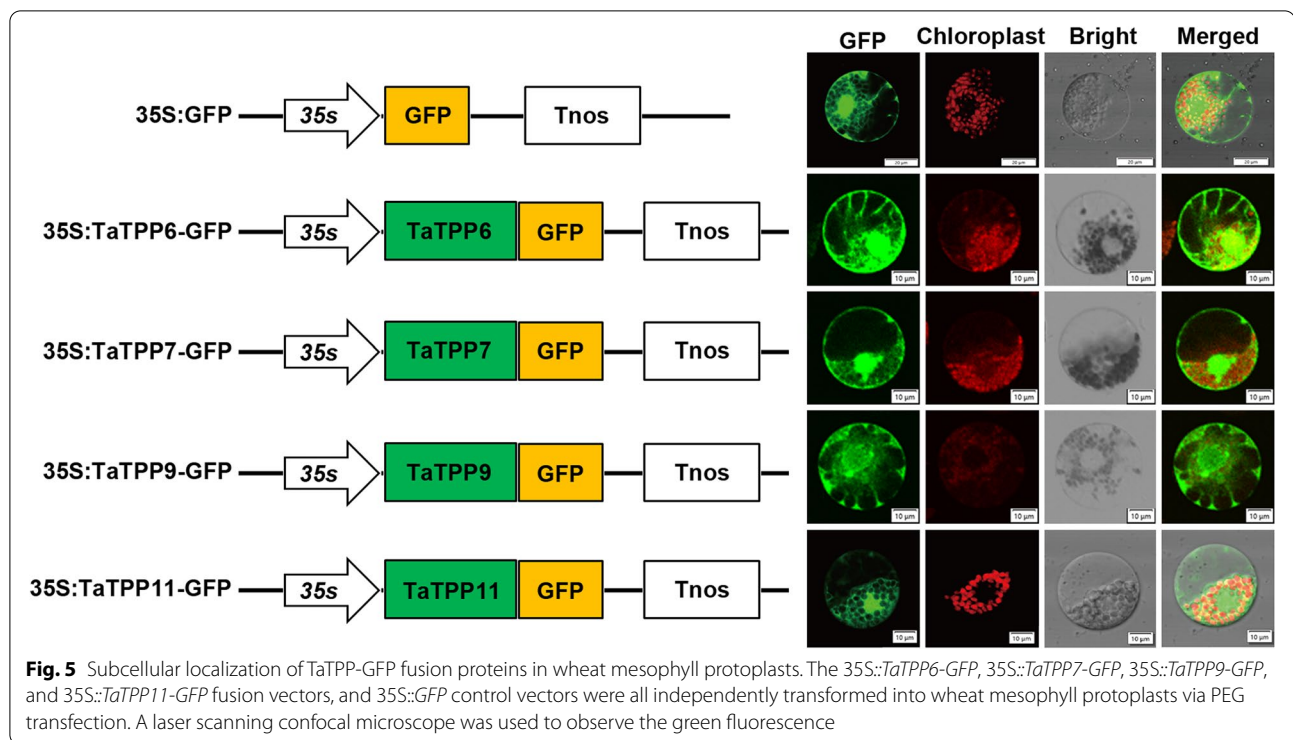 GFP Chloroplast Bright Merged
35S:GFP 35s GFP Tnos
20 µm 20 µm 20 µm 20 µm
35S:TaTPP6-GFP 35s TaTPP6 GFP Tnos
10 µm 10 µm 10 µm 10 µm
35S:TaTPP7-GFP 35s TaTPP7 GFP Tnos
10 µm 10 µm 10 µm 10 µm
35S:TaTPP9-GFP 35s TaTPP9 GFP Tnos
10 µm 10 µm 10 µm 10 µm
35S:TaTPP11-GFP 35s TaTPP11 GFP Tnos
10 µm 10 µm 10 µm 10 µm
Fig. 5 Subcellular localization of TaTPP-GFP fusion proteins in wheat mesophyll protoplasts. The 35S::TaTPP6-GFP, 35S::TaTPP7-GFP, 35S::TaTPP9-GFP,
and 35S::TaTPP11-GFP fusion vectors, and 35S::GFP control vectors were all independently transformed into wheat mesophyll protoplasts via PEG
transfection. A laser scanning confocal microscope was used to observe the green fluorescence